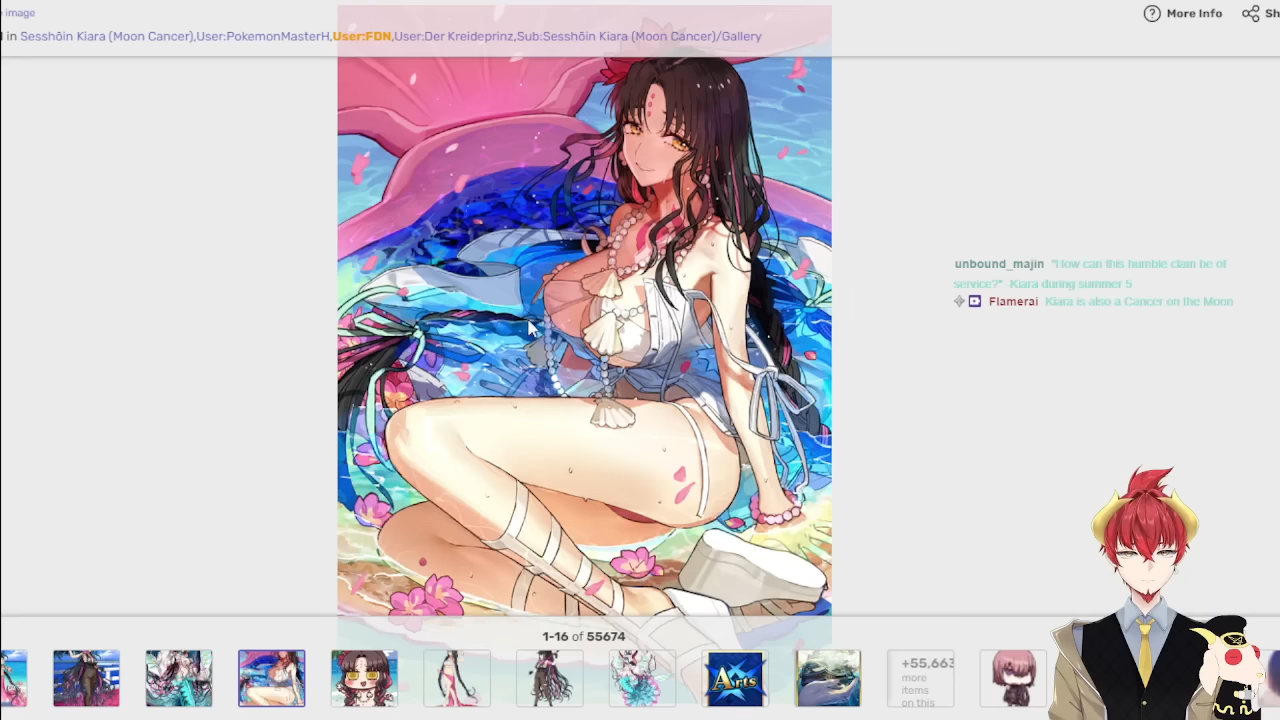 image
More Info
Sh
in Sesshōin Kiara (Moon Cancer),User:PokemonMasterH,User:FDN,User:Der Kreideprinz,Sub:Sesshōin Kiara (Moon Cancer)/Gallery
unbound_majin "How can this humble clam be of
service?" Kiara during summer 5
Flamerai Kiara is also a Cancer on the Moon
1-16 of 55674
Arts
+55,663
more
items
on this